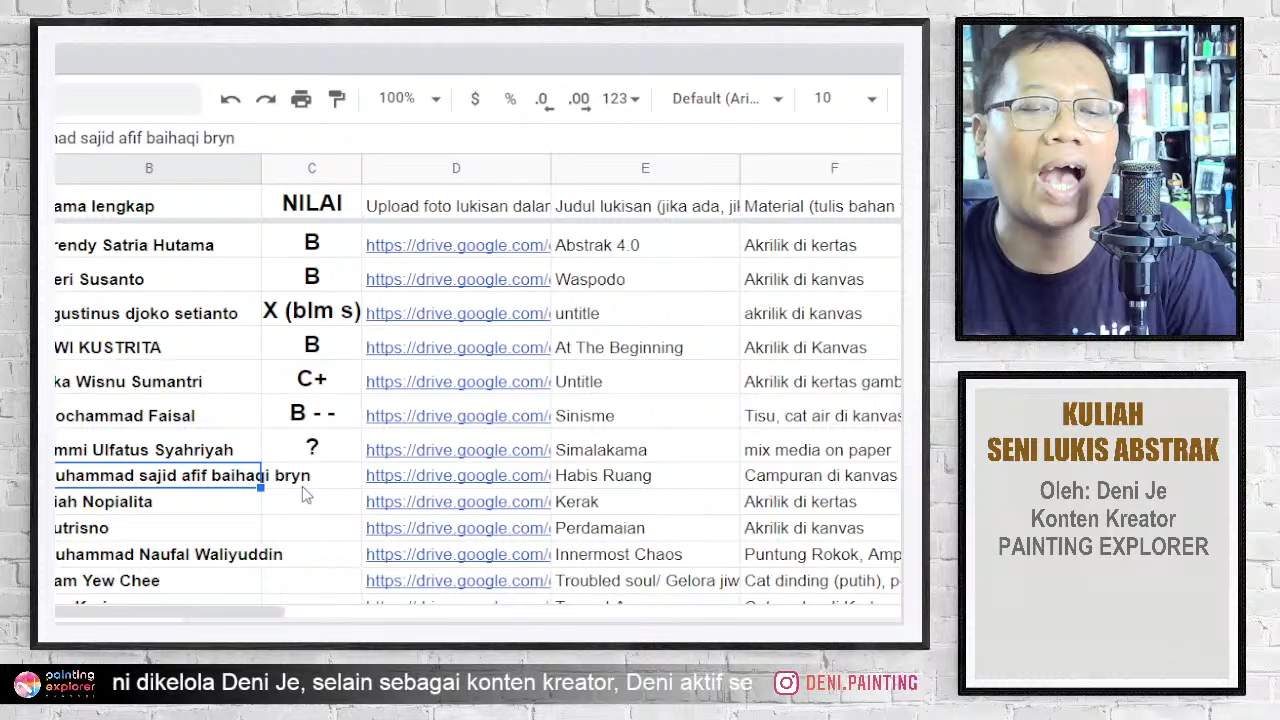 100% $ % .0 .00 123 Default (Ari... 10
ad sajid afif baihaqi bryn
B C D E F
ama lengkap NILAI Upload foto lukisan dalar Judul lukisan (jika ada, jik Material (tulis bahan
rendy Satria Hutama B https://drive.google.com/ Abstrak 4.0 Akrilik di kertas
eri Susanto B https://drive.google.com/ Waspodo Akrilik di kanvas
gustinus djoko setianto X (blm s) https://drive.google.com/ untitle akrilik di kanvas
WI KUSTRITA B https://drive.google.com/ At The Beginning Akrilik di Kanvas
ka Wisnu Sumantri C+ https://drive.google.com/ Untitle Akrilik di kertas gamb
ochammad Faisal B - - https://drive.google.com/ Sinisme Tisu, cat air di kanvas
mmi Ulfatus Syahriyah ? https://drive.google.com/ Simalakama mix media on paper
uhammad sajid afif baihaqi bryn https://drive.google.com/ Habis Ruang Campuran di kanvas
iah Nopialita https://drive.google.com/ Kerak Akrilik di kertas
utrisno https://drive.google.com/ Perdamaian Akrilik di kanvas
uhammad Naufal Waliyuddin https://drive.google.com/ Innermost Chaos Puntung Rokok, Amp
am Yew Chee https://drive.google.com/ Troubled soul/ Gelora jiw Cat dinding (putih), p
KULIAH
SENI LUKIS ABSTRAK
Oleh: Deni Je
Konten Kreator
PAINTING EXPLORER
painting
explorer
ni dikelola Deni Je, selain sebagai konten Kreator, Deni aktif se
DENI.PAINTING